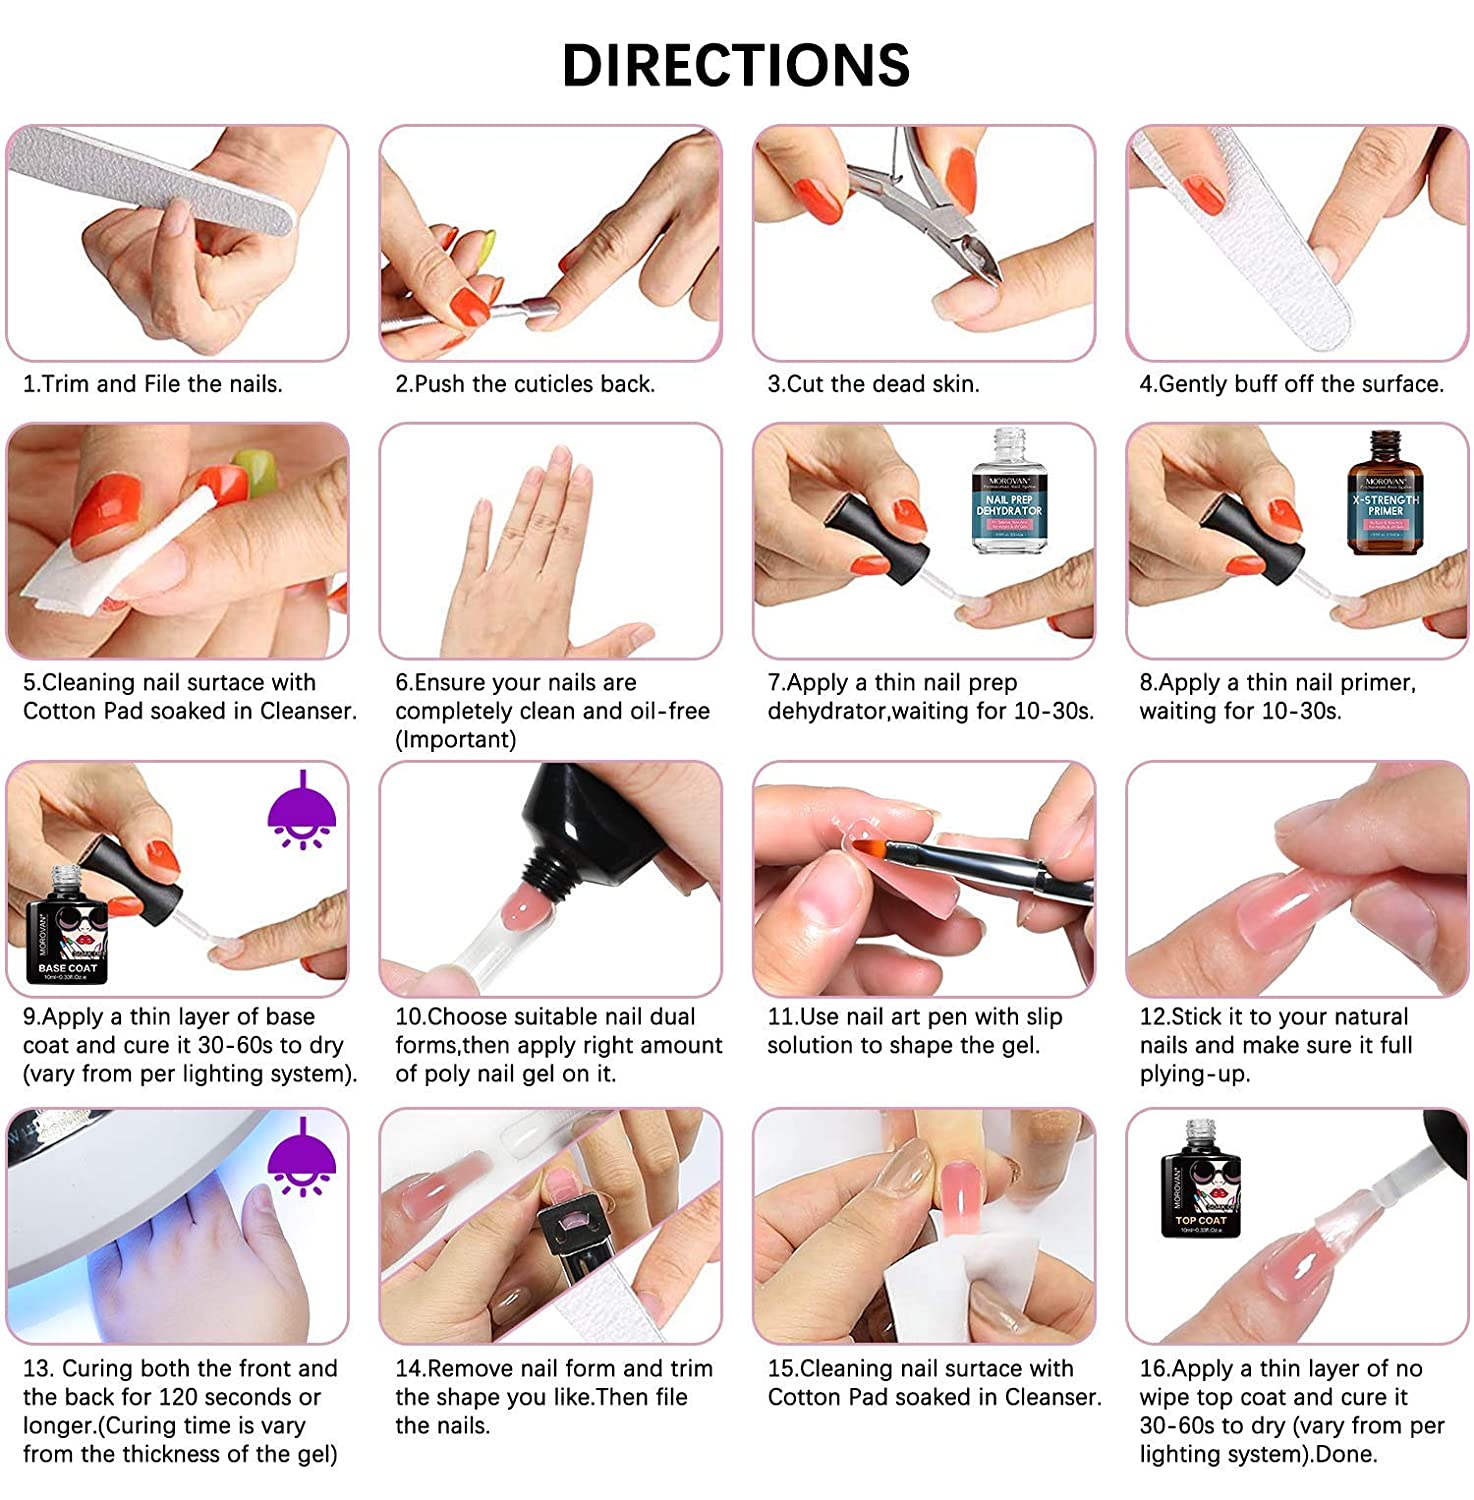 DIRECTIONS
1.Trim and File the nails.
2.Push the cuticles back.
3.Cut the dead skin.
4.Gently buff off the surface.
MOROVAN
NAIL PREP
DEHYDRATOR
MOROVAN
X-STRENGTH
PRIMER
5.Cleaning nail surtace with
Cotton Pad soaked in Cleanser.
6.Ensure your nails are
completely clean and oil-free
(Important)
7.Apply a thin nail prep
dehydrator,waiting for 10-30s.
8.Apply a thin nail primer,
waiting for 10-30s.
MOROVAN
BASE COAT
10ml-0.33fl.Oz.e
9.Apply a thin layer of base
coat and cure it 30-60s to dry
(vary from per lighting system).
10.Choose suitable nail dual
forms,then apply right amount
of poly nail gel on it.
11.Use nail art pen with slip
solution to shape the gel.
12.Stick it to your natural
nails and make sure it full
plying-up.
MOROVAN
TOP COAT
10ml-0.33fl.Oz.e
13. Curing both the front and
the back for 120 seconds or
longer.(Curing time is vary
from the thickness of the gel)
14.Remove nail form and trim
the shape you like.Then file
the nails.
15.Cleaning nail surtace with
Cotton Pad soaked in Cleanser.
16.Apply a thin layer of no
wipe top coat and cure it
30-60s to dry (vary from per
lighting system).Done.